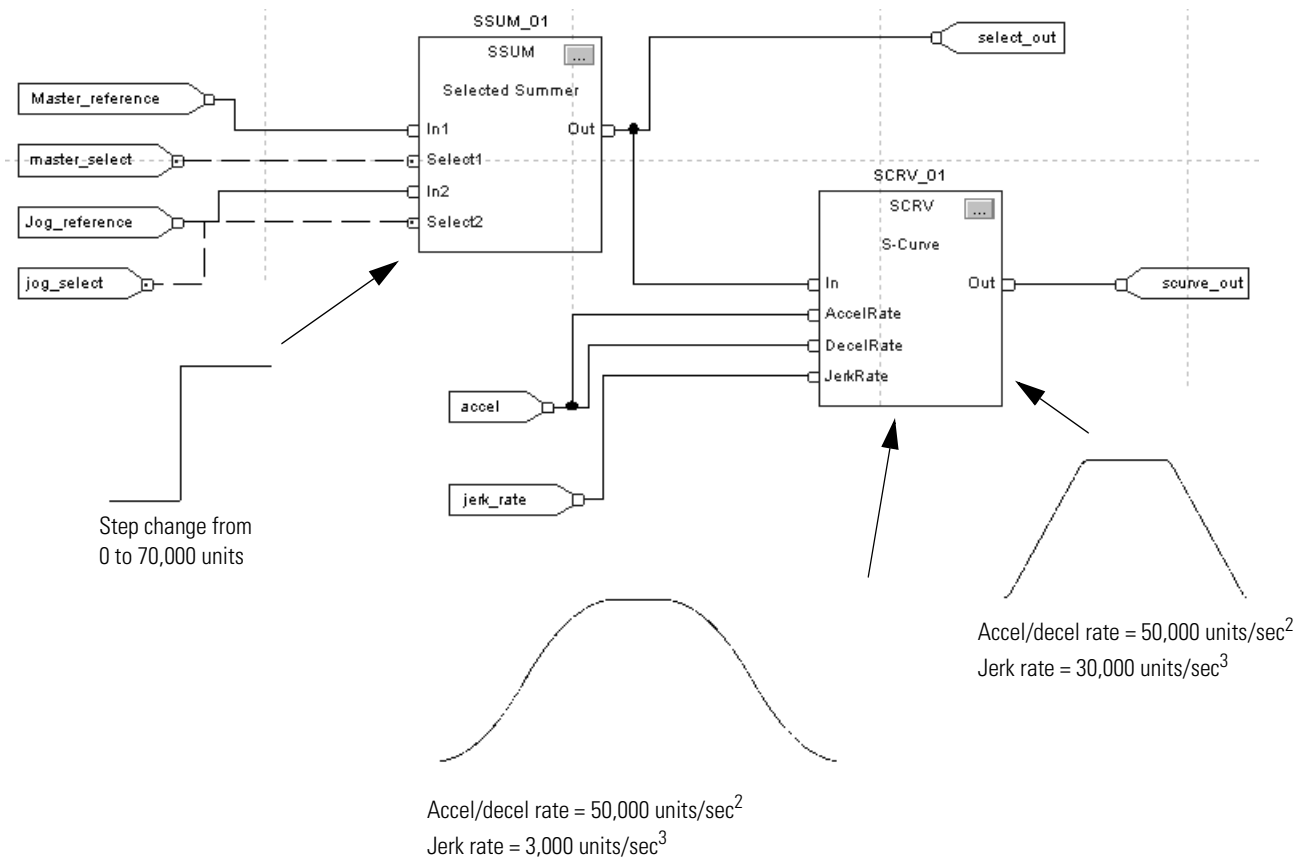 SSUM_01
SSUM
...
Selected Summer
select_out
Master_reference
In1
Out
master_select
Select1
In2
Jog_reference
Select2
jog_select
SCRV_01
SCRV
...
S-Curve
In
Out
scurve_out
AccelRate
DecelRate
JerkRate
accel
jerk_rate
Step change from
0 to 70,000 units
Accel/decel rate = 50,000 units/sec2
Jerk rate = 30,000 units/sec3
Accel/decel rate = 50,000 units/sec2
Jerk rate = 3,000 units/sec3